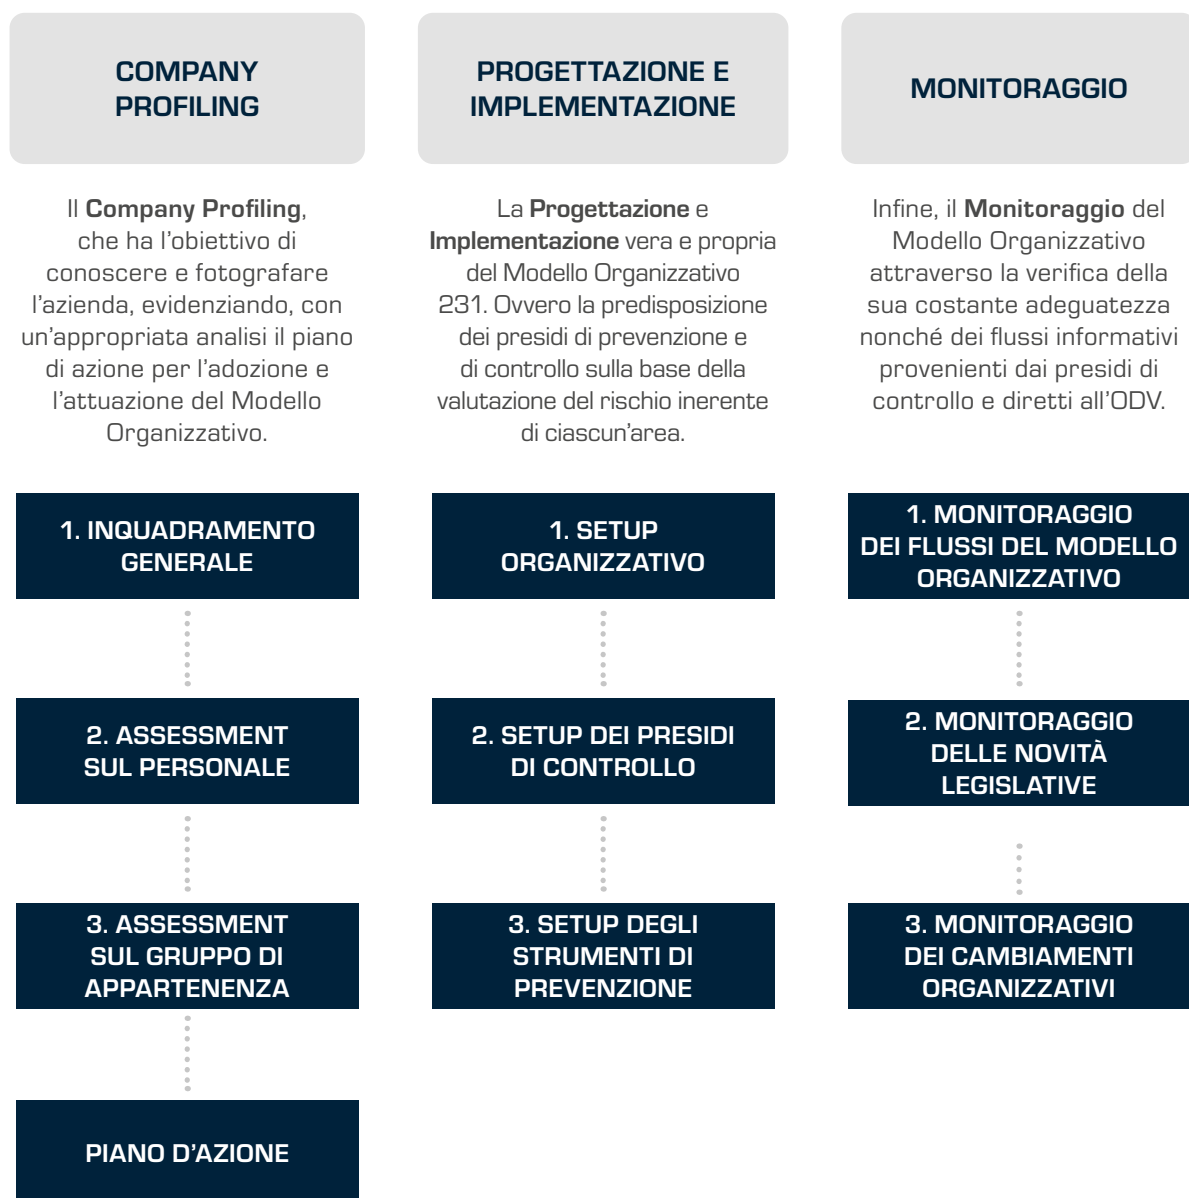 COMPANY
PROFILING
Il Company Profiling,
che ha l'obiettivo di
conoscere e fotografare
l'azienda, evidenziando, con
un'appropriata analisi il piano
di azione per l'adozione e
l'attuazione del Modello
Organizzativo.
1. INQUADRAMENTO
GENERALE
2. ASSESSMENT
SUL PERSONALE
3. ASSESSMENT
SUL GRUPPO DI
APPARTENENZA
PIANO D'AZIONE
PROGETTAZIONE E
IMPLEMENTAZIONE
La Progettazione e
Implementazione vera e propria
del Modello Organizzativo
231. Ovvero la predisposizione
dei presidi di prevenzione e
di controllo sulla base della
valutazione del rischio inerente
di ciascun'area.
1. SETUP
ORGANIZZATIVO
2. SETUP DEI PRESIDI
DI CONTROLLO
3. SETUP DEGLI
STRUMENTI DI
PREVENZIONE
MONITORAGGIO
Infine, il Monitoraggio del
Modello Organizzativo
attraverso la verifica della
sua costante adeguatezza
nonché dei flussi informativi
provenienti dai presidi di
controllo e diretti all'ODV.
1. MONITORAGGIO
DEI FLUSSI DEL MODELLO
ORGANIZZATIVO
2. MONITORAGGIO
DELLE NOVITÀ
LEGISLATIVE
3. MONITORAGGIO
DEI CAMBIAMENTI
ORGANIZZATIVI